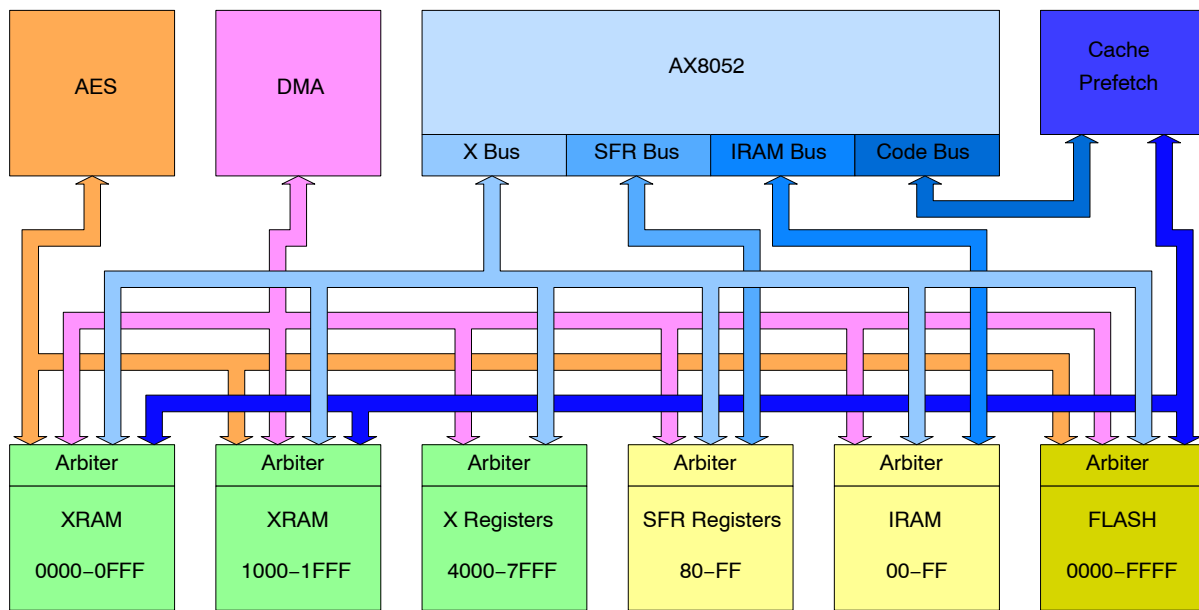 AES
DMA
AX8052
Cache
Prefetch
X Bus
SFR Bus
IRAM Bus
Code Bus
Arbiter
Arbiter
Arbiter
Arbiter
Arbiter
Arbiter
XRAM
XRAM
X Registers
SFR Registers
IRAM
FLASH
0000−0FFF
1000−1FFF
4000−7FFF
80−FF
00−FF
0000−FFFF